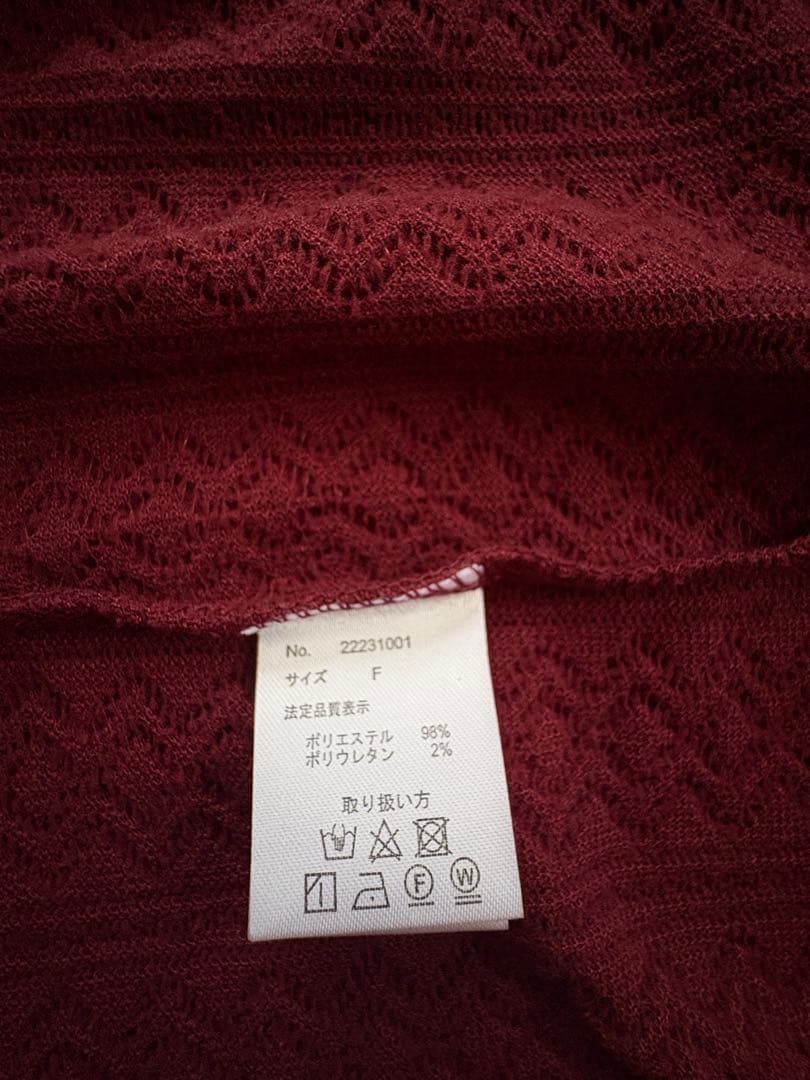 No. 22231001
サイズ F
法定品質表示
ポリエステル 98%
ポリウレタン 2%
取り扱い方
F W